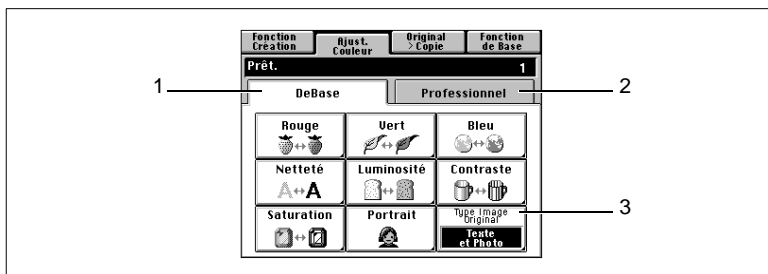 Fonction Création
Ajust. Couleur
Original >Copie
Fonction de Base
Prêt. 1
1
DeBase
Professionnel
2
Rouge
Vert
Bleu
Netteté
Luminosité
Contraste
A↔A
Saturation
Portrait
Type Image Original
3
Texte et Photo